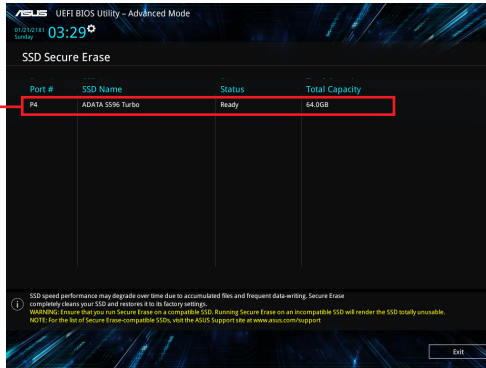 ASUS UEFI BIOS Utility – Advanced Mode
01/21/2181 Sunday 03:29
SSD Secure Erase
Port # SSD Name Status Total Capacity
P4 ADATA S596 Turbo Ready 64.0GB
SSD speed performance may degrade over time due to accumulated files and frequent data-writing. Secure Erase
completely cleans your SSD and restores it to its factory settings.
WARNING: Ensure that you run Secure Erase on a compatible SSD. Running Secure Erase on an incompatible SSD will render the SSD totally unusable.
NOTE: For the list of Secure Erase-compatible SSDs, visit the ASUS Support site at www.asus.com/support
Exit